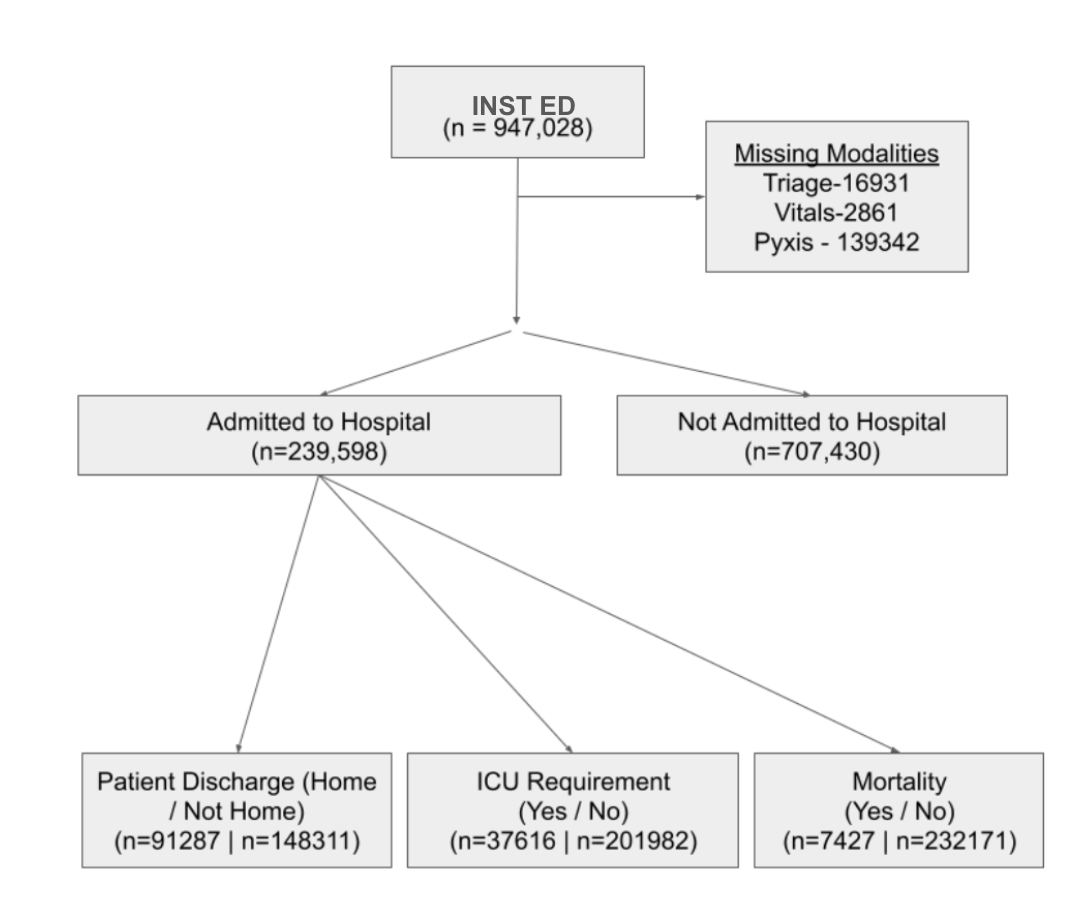 INST ED
(n = 947,028)
Missing Modalities
Triage-16931
Vitals-2861
Pyxis - 139342
Admitted to Hospital
(n=239,598)
Not Admitted to Hospital
(n=707,430)
Patient Discharge (Home
/ Not Home)
(n=91287 | n=148311)
ICU Requirement
(Yes / No)
(n=37616 | n=201982)
Mortality
(Yes / No)
(n=7427 | n=232171)